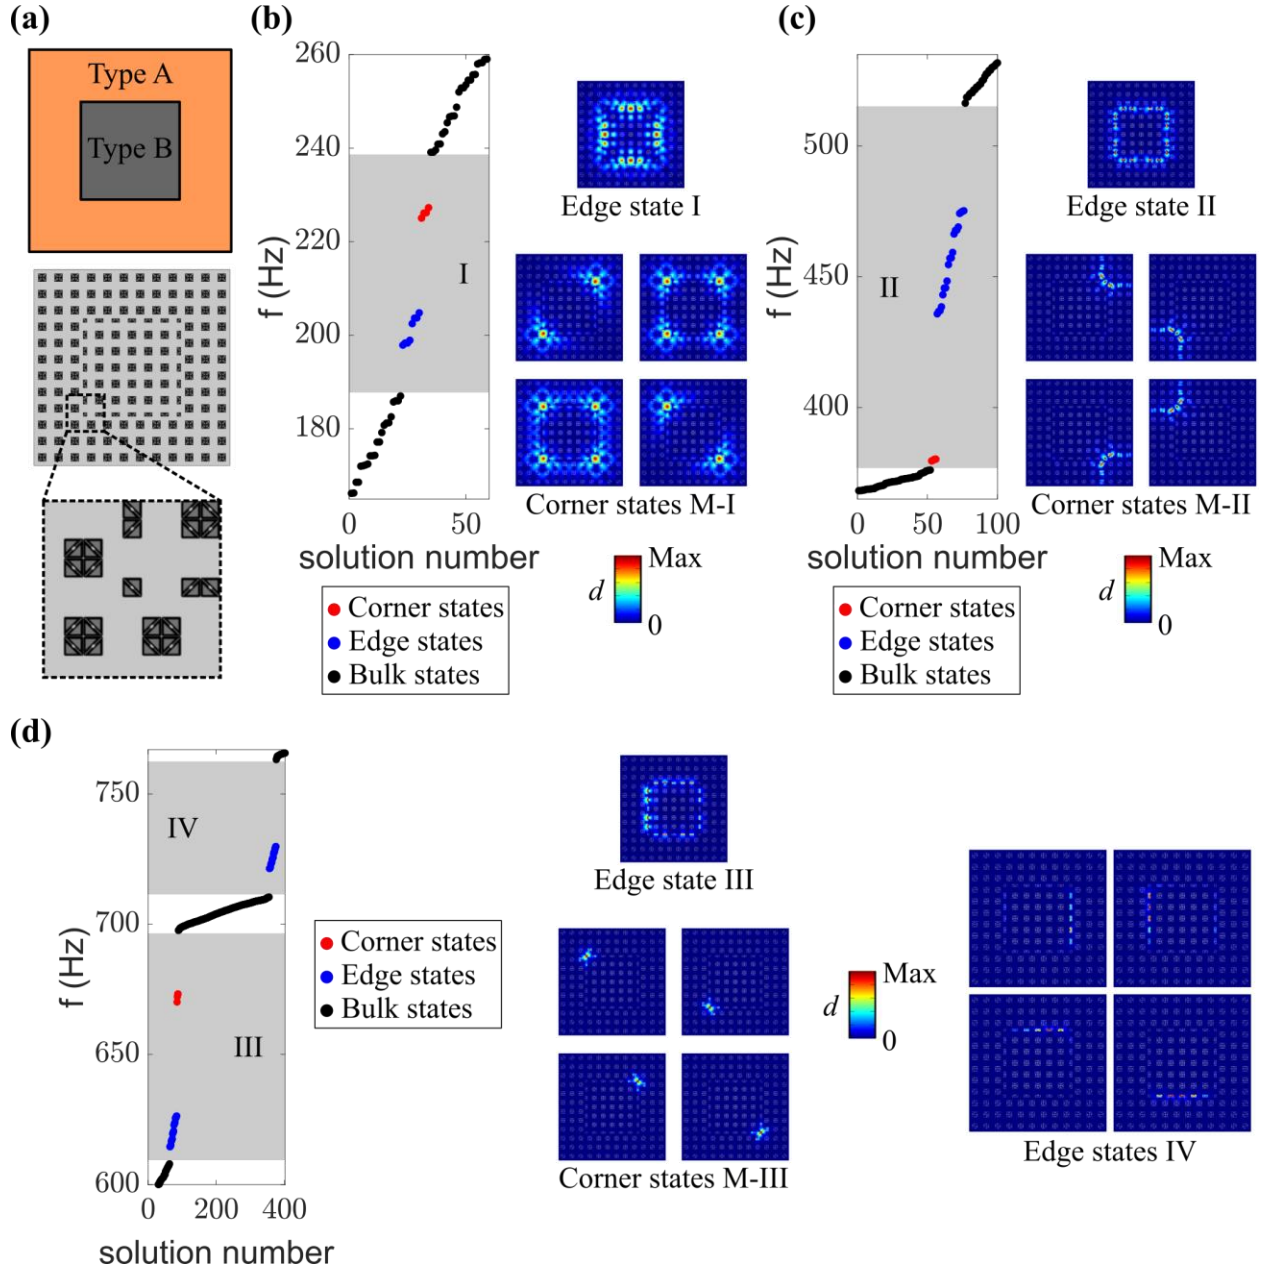 (a)
Type A
Type B
(b)
260
240
220
200
180
f (Hz)
I
0 50
solution number
Corner states
Edge states
Bulk states
Edge state I
Corner states M-I
d
Max
0
(c)
500
450
400
f (Hz)
II
0 50 100
solution number
Corner states
Edge states
Bulk states
Edge state II
Corner states M-II
d
Max
0
(d)
750
700
650
600
f (Hz)
IV
III
0 200 400
solution number
Corner states
Edge states
Bulk states
Edge state III
Corner states M-III
d
Max
0
Edge states IV